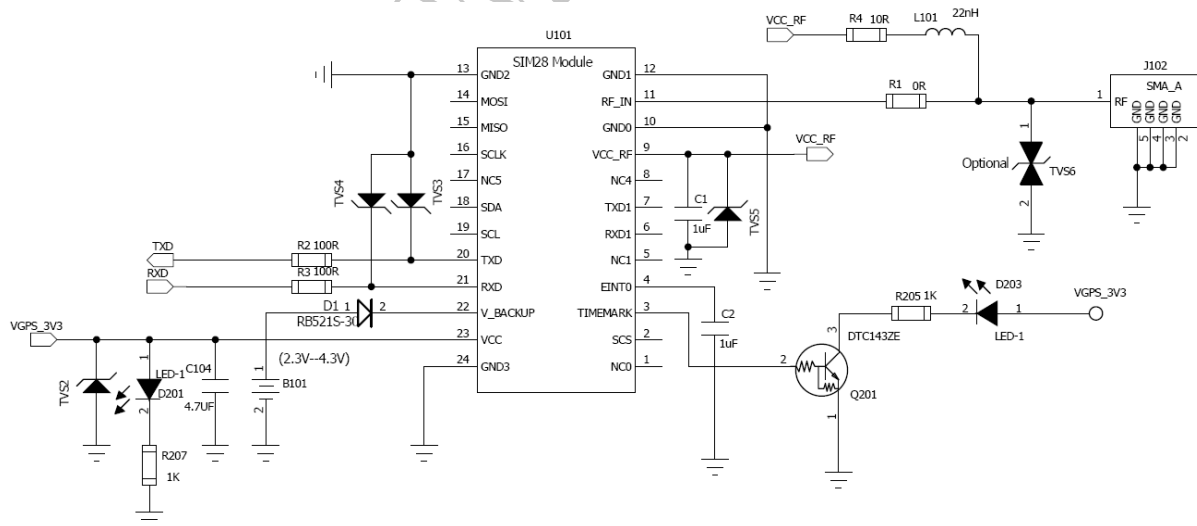 VCC_RF
R4 10R
L101
22nH
U101
SIM28 Module
J102
SMA_A
13 GND2 GND1 12
14 MOSI RF_IN 11
15 MISO GND0 10
16 SCLK VCC_RF 9
17 NC5 NC4 8
18 SDA TXD1 7
19 SCL RXD1 6
20 TXD NC1 5
21 RXD EINT0 4
22 V_BACKUP TIMEMARK 3
23 VCC SCS 2
24 GND3 NC0 1
R1 0R
1 RF
GND GND GND GND
5 4 3 2
VCC_RF
C1
1uF
TVS5
Optional
1
TVS6
2
TVS4
TVS3
TXD
R2 100R
RXD
R3 100R
D1 1 2
RB521S-30
VGPS_3V3
(2.3V--4.3V)
TVS2
1
LED-1
D201
2
C104
4.7UF
1
B101
2
R207
1K
C2
1uF
R205 1K
D203
2 1
LED-1
VGPS_3V3
3
DTC143ZE
2
Q201
1